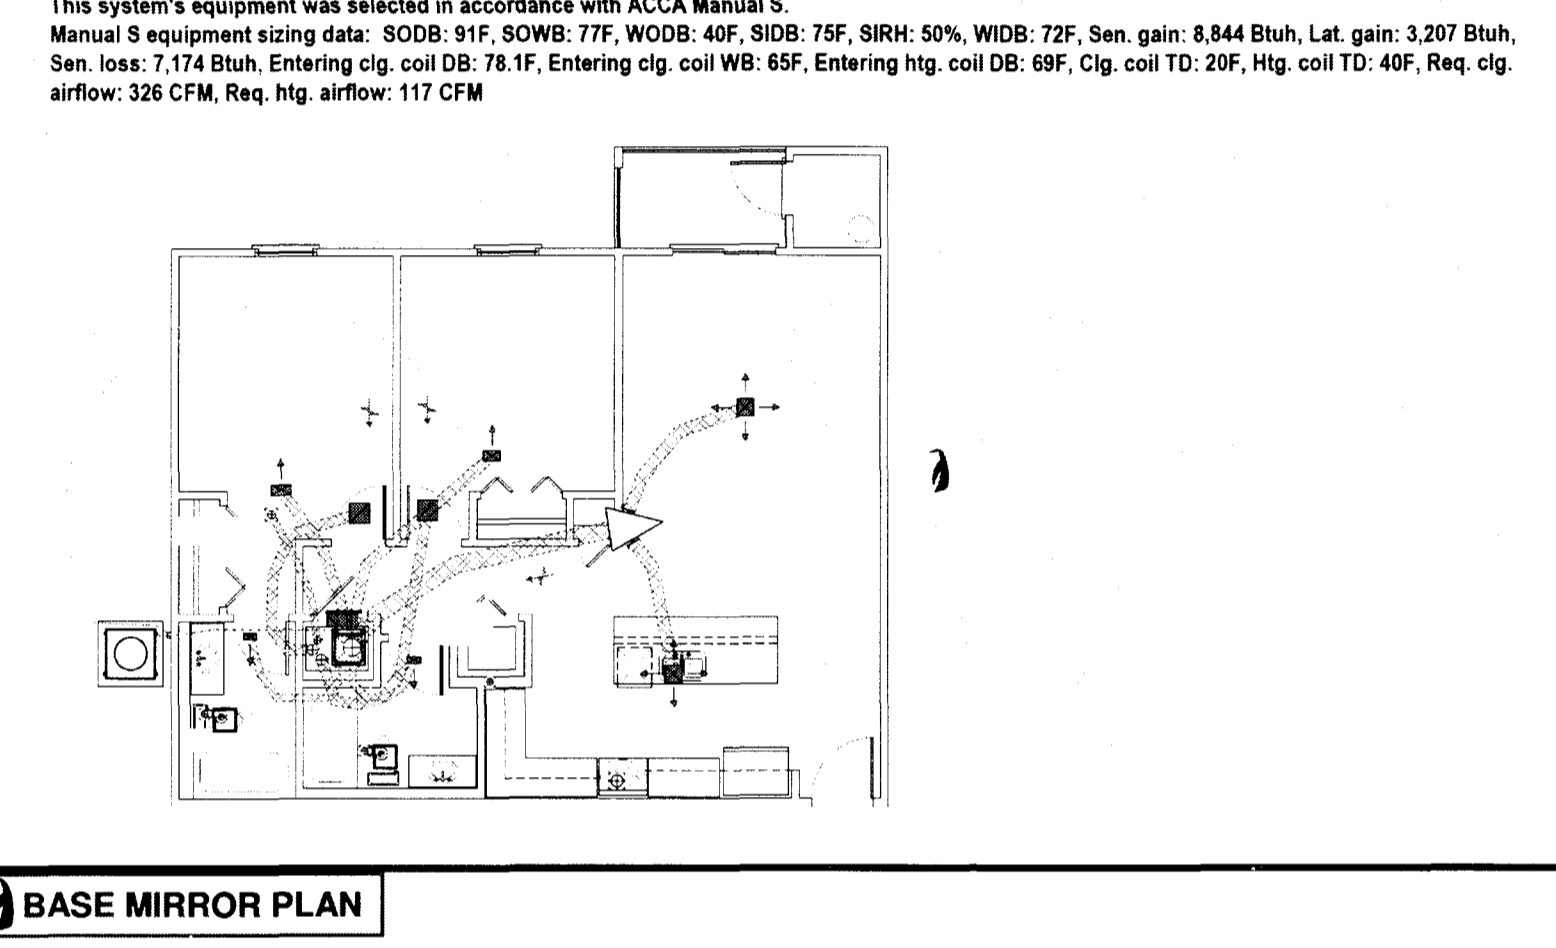 This system's equipment was selected in accordance with ACCA Manual S.
Manual S equipment sizing data: SODB: 91F, SOWB: 77F, WODB: 40F, SIDB: 75F, SIRH: 50%, WIDB: 72F, Sen. gain: 8,844 Btuh, Lat. gain: 3,207 Btuh,
Sen. loss: 7,174 Btuh, Entering clg. coil DB: 78.1F, Entering clg. coil WB: 65F, Entering htg. coil DB: 69F, Clg. coil TD: 20F, Htg. coil TD: 40F, Req. clg.
airflow: 326 CFM, Req. htg. airflow: 117 CFM
BASE MIRROR PLAN